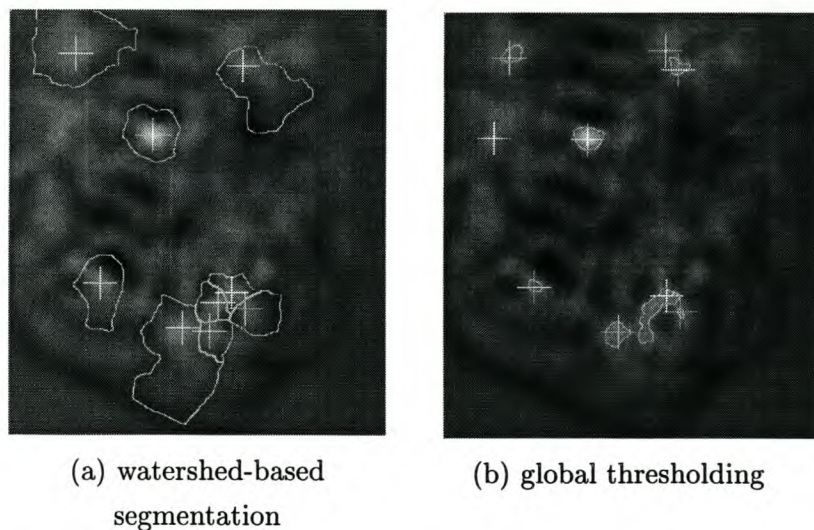 (a) watershed-based
segmentation
(b) global thresholding